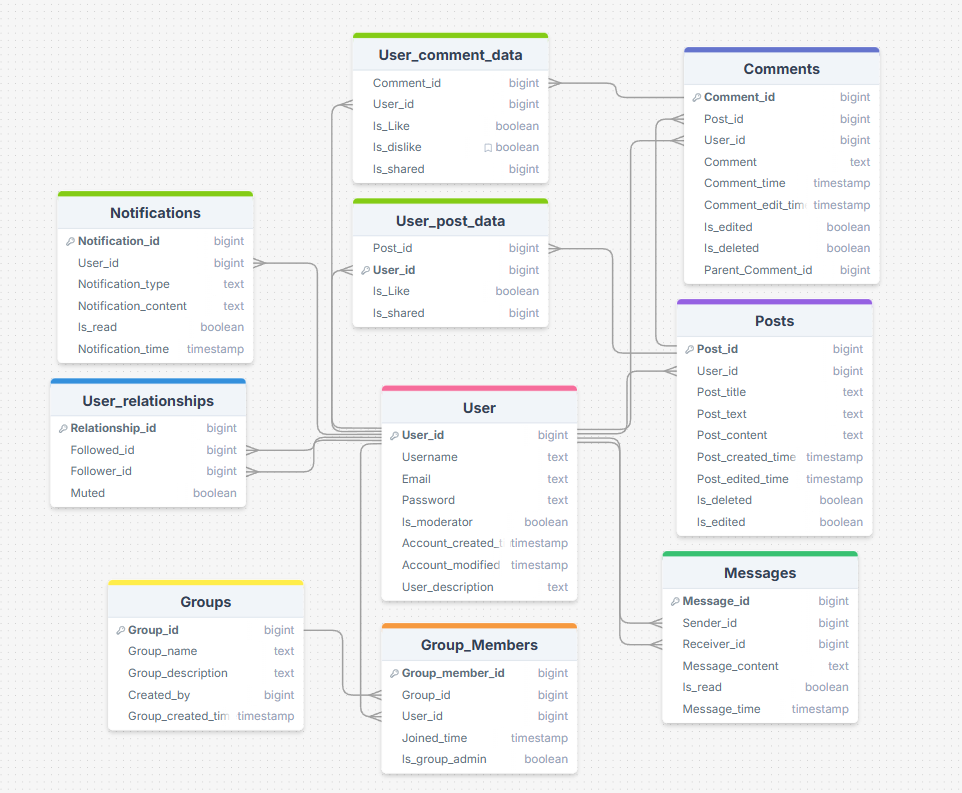 User_comment_data
Comment_id bigint
User_id bigint
Is_Like boolean
Is_dislike boolean
Is_shared bigint
Comments
Comment_id bigint
Post_id bigint
User_id bigint
Comment text
Comment_time timestamp
Comment_edit_tim timestamp
Is_edited boolean
Is_deleted boolean
Parent_Comment_id bigint
Notifications
Notification_id bigint
User_id bigint
Notification_type text
Notification_content text
Is_read boolean
Notification_time timestamp
User_post_data
Post_id bigint
User_id bigint
Is_Like boolean
Is_shared bigint
Posts
Post_id bigint
User_id bigint
Post_title text
Post_text text
Post_content text
Post_created_time timestamp
Post_edited_time timestamp
Is_deleted boolean
Is_edited boolean
User_relationships
Relationship_id bigint
Followed_id bigint
Follower_id bigint
Muted boolean
User
User_id bigint
Username text
Email text
Password text
Is_moderator boolean
Account_created_t timestamp
Account_modified timestamp
User_description text
Messages
Message_id bigint
Sender_id bigint
Receiver_id bigint
Message_content text
Is_read boolean
Message_time timestamp
Groups
Group_id bigint
Group_name text
Group_description text
Created_by bigint
Group_created_tim timestamp
Group_Members
Group_member_id bigint
Group_id bigint
User_id bigint
Joined_time timestamp
Is_group_admin boolean